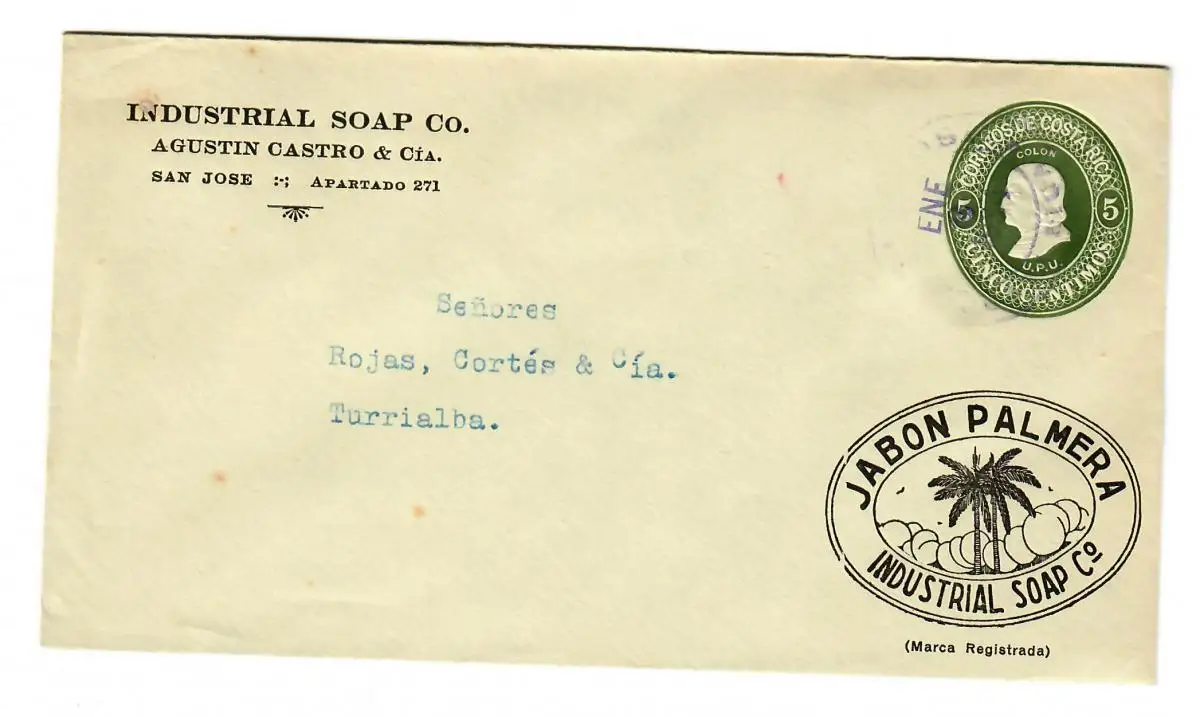 INDUSTRIAL SOAP Co.
AGUSTIN CASTRO & CÍA.
SAN JOSE :-; APARTADO 271
CORREOS DE COSTA RICA
COLON
5 5
U.P.U.
CINCO CENTIMOS
ENE
Señores
Rojas, Cortés & Cía.
Turrialba.
JABON PALMERA
INDUSTRIAL SOAP Cº
(Marca Registrada)